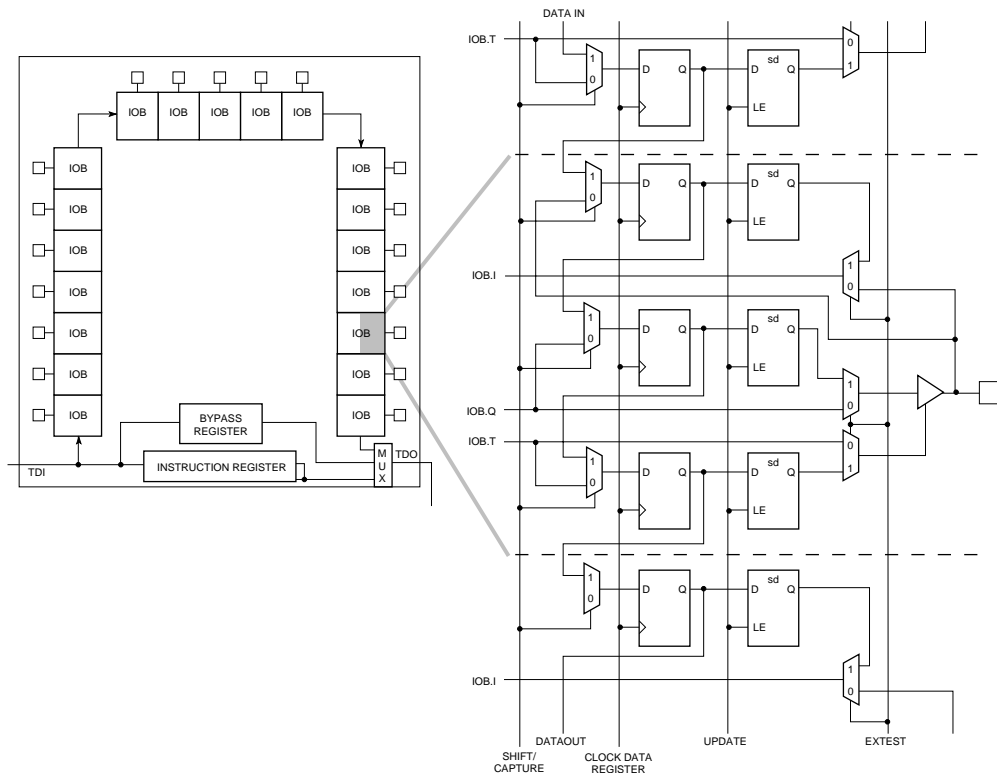 DATA IN
IOB.T
1
0
D Q
sd
D Q
LE
0
1
IOB IOB IOB IOB IOB
IOB
IOB
IOB
IOB
IOB
IOB
IOB
IOB
IOB
IOB
IOB
IOB
IOB
IOB
BYPASS
REGISTER
INSTRUCTION REGISTER
TDI
M
U
X
TDO
1
0
D Q
sd
D Q
LE
IOB.I
1
0
1
0
D Q
sd
D Q
LE
1
0
IOB.Q
IOB.T
0
1
1
0
D Q
sd
D Q
LE
1
0
D Q
sd
D Q
LE
IOB.I
1
0
SHIFT/
CAPTURE
DATAOUT
CLOCK DATA
REGISTER
UPDATE
EXTEST